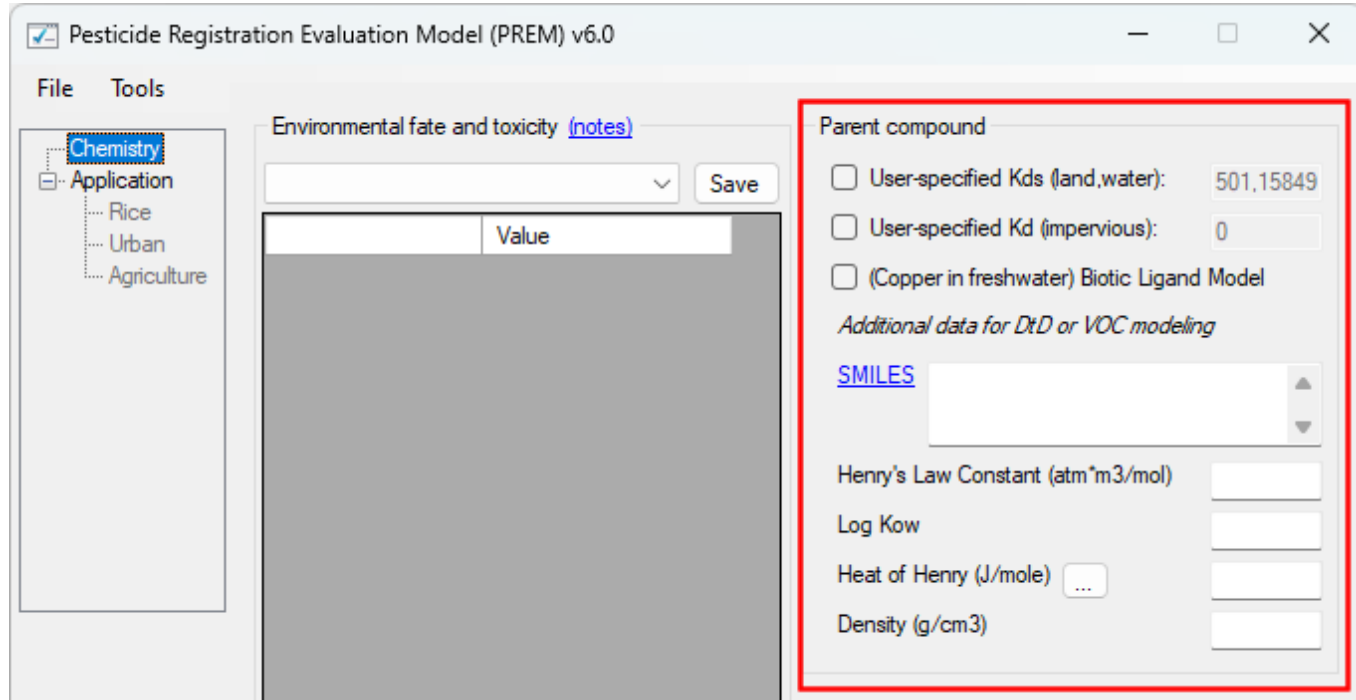 Pesticide Registration Evaluation Model (PREM) v6.0
File Tools
Chemistry
Application
Rice
Urban
Agriculture
Environmental fate and toxicity (notes)
Save
Value
Parent compound
User-specified Kds (land,water): 501,15849
User-specified Kd (impervious): 0
(Copper in freshwater) Biotic Ligand Model
Additional data for DtD or VOC modeling
SMILES
Henry's Law Constant (atm*m3/mol)
Log Kow
Heat of Henry (J/mole) ...
Density (g/cm3)